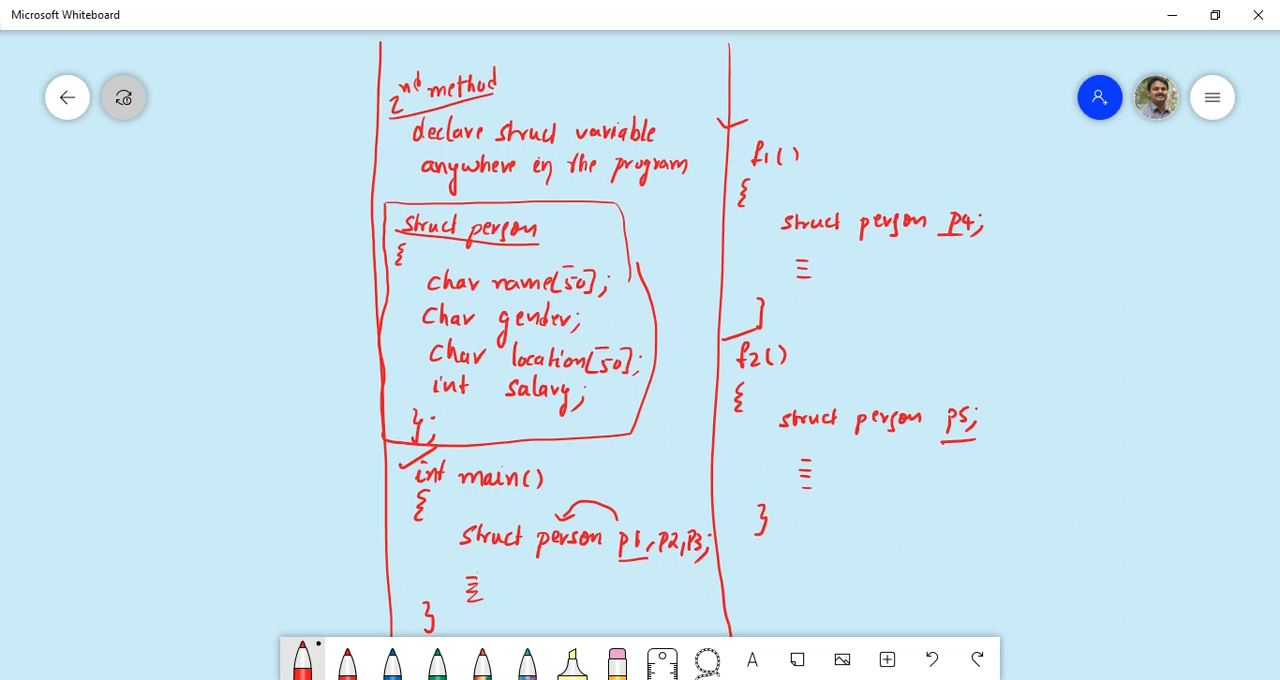 Microsoft Whiteboard
2nd method
declare struct variable
anywhere in the program
struct person
{
char name[50];
char gender;
char location[50];
int salary;
};
int main()
{
struct person p1,p2,p3;
}
f1()
{
struct person p4;
}
f2()
{
struct person p5;
}
A